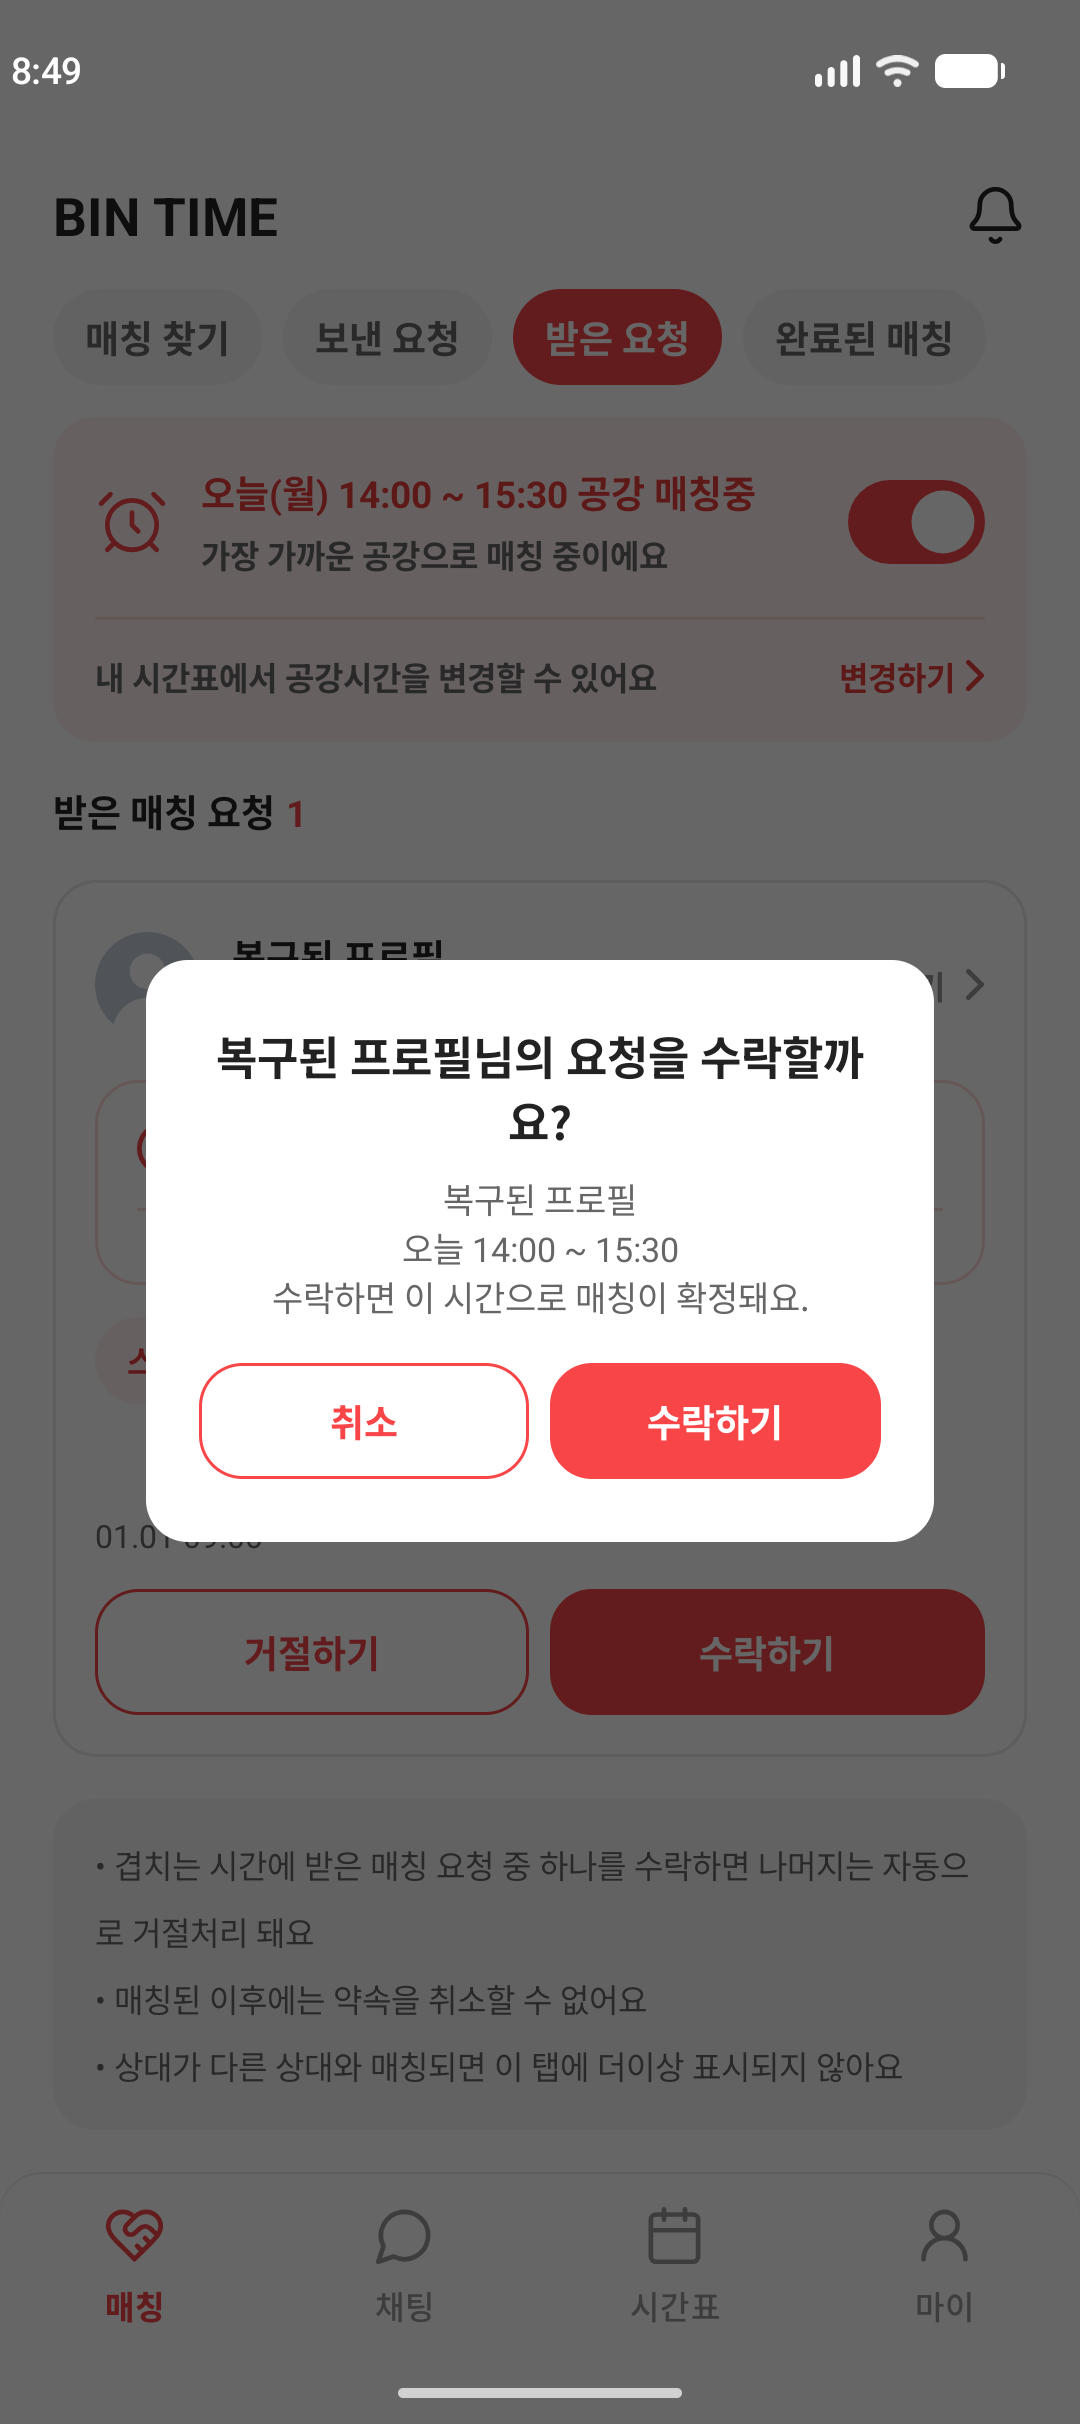 8:49
BIN TIME
매칭 찾기
보낸 요청
받은 요청
완료된 매칭
오늘(월) 14:00 ~ 15:30 공강 매칭중
가장 가까운 공강으로 매칭 중이에요
내 시간표에서 공강시간을 변경할 수 있어요
변경하기
받은 매칭 요청 1
복구된 프로필
복구된 프로필님의 요청을 수락할까
요?
복구된 프로필
오늘 14:00 ~ 15:30
수락하면 이 시간으로 매칭이 확정돼요.
취소
수락하기
거절하기
수락하기
• 겹치는 시간에 받은 매칭 요청 중 하나를 수락하면 나머지는 자동으
로 거절처리 돼요
• 매칭된 이후에는 약속을 취소할 수 없어요
• 상대가 다른 상대와 매칭되면 이 탭에 더이상 표시되지 않아요
매칭
채팅
시간표
마이